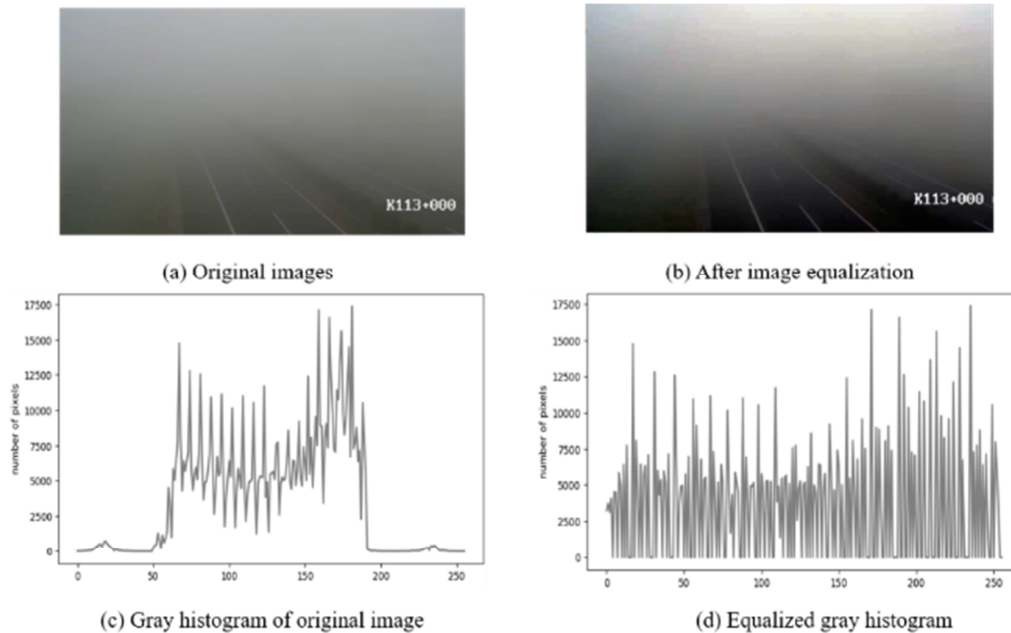 K113+000
K113+000
(a) Original images
(b) After image equalization
17500
15000
12500
10000
7500
5000
2500
0
number of pixels
0 50 100 150 200 250
17500
15000
12500
10000
7500
5000
2500
0
number of pixels
0 50 100 150 200 250
(c) Gray histogram of original image
(d) Equalized gray histogram